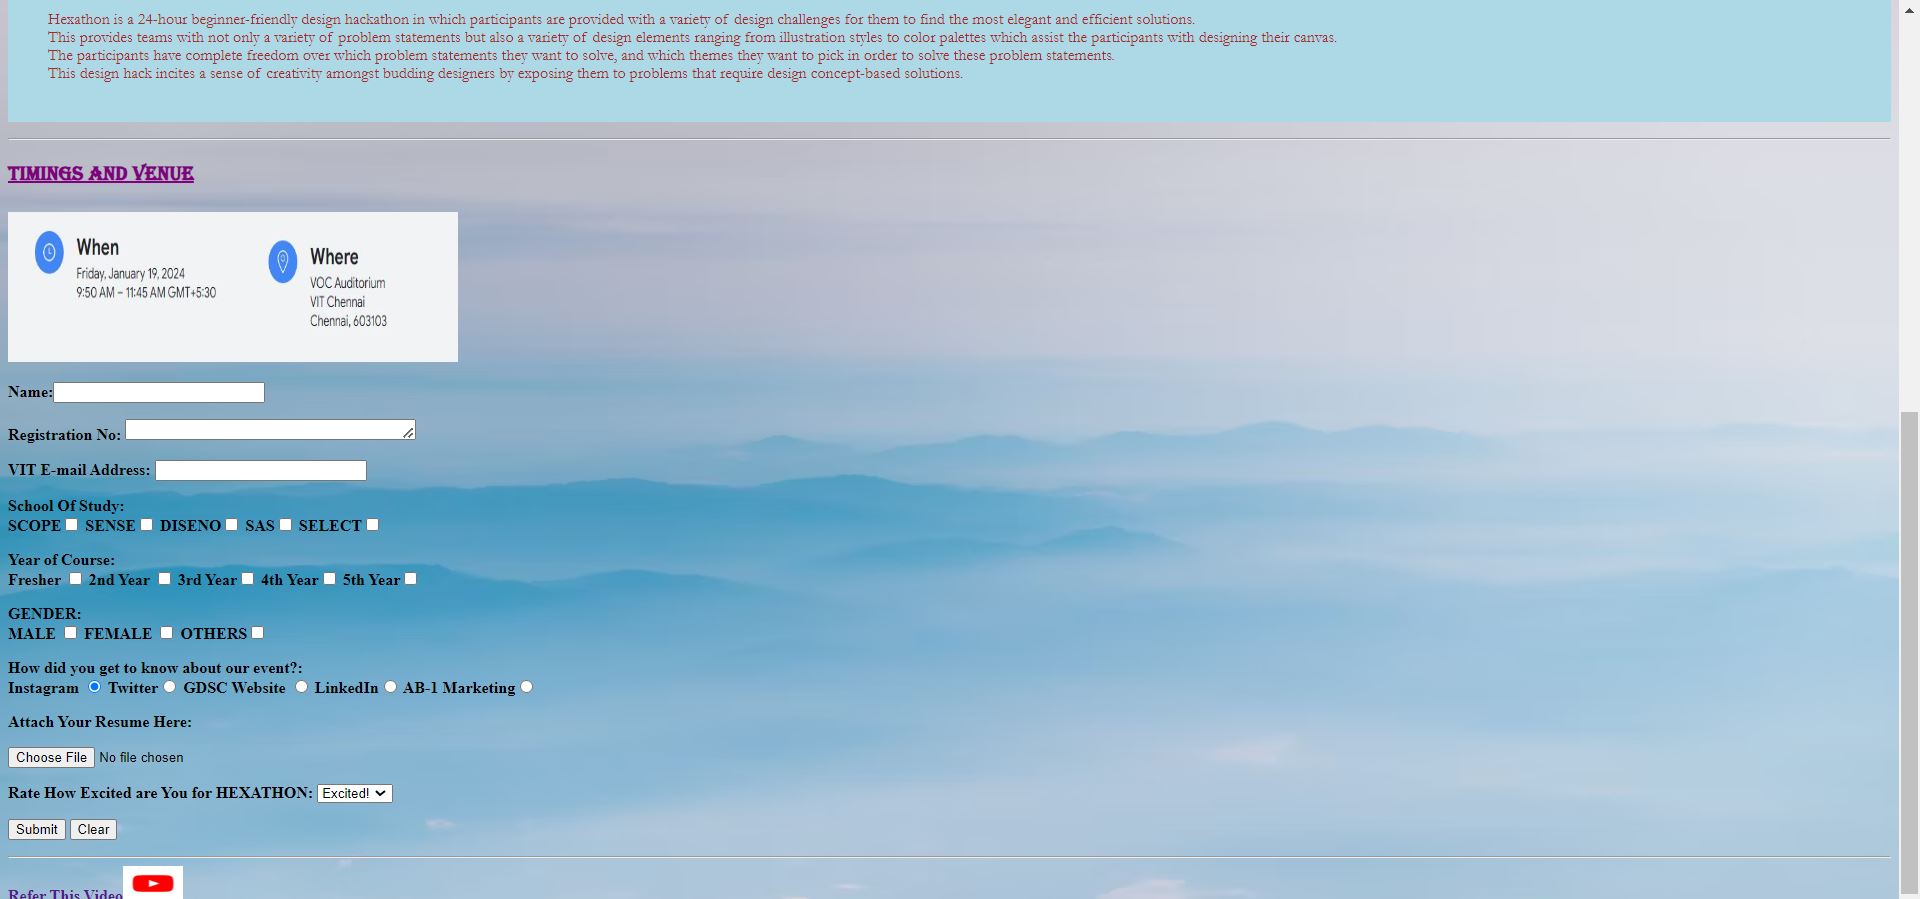 Hexathon is a 24-hour beginner-friendly design hackathon in which participants are provided with a variety of design challenges for them to find the most elegant and efficient solutions.
This provides teams with not only a variety of problem statements but also a variety of design elements ranging from illustration styles to color palettes which assist the participants with designing their canvas.
The participants have complete freedom over which problem statements they want to solve, and which themes they want to pick in order to solve these problem statements.
This design hack incites a sense of creativity amongst budding designers by exposing them to problems that require design concept-based solutions.
TIMINGS AND VENUE
When
Friday, January 19, 2024
9:50 AM – 11:45 AM GMT+5:30
Where
VOC Auditorium
VIT Chennai
Chennai, 603103
Name:
Registration No:
VIT E-mail Address:
School Of Study:
SCOPE SENSE DISENO SAS SELECT
Year of Course:
Fresher 2nd Year 3rd Year 4th Year 5th Year
GENDER:
MALE FEMALE OTHERS
How did you get to know about our event?:
Instagram Twitter GDSC Website LinkedIn AB-1 Marketing
Attach Your Resume Here:
Choose File No file chosen
Rate How Excited are You for HEXATHON: Excited!
Submit Clear
Refer This Video